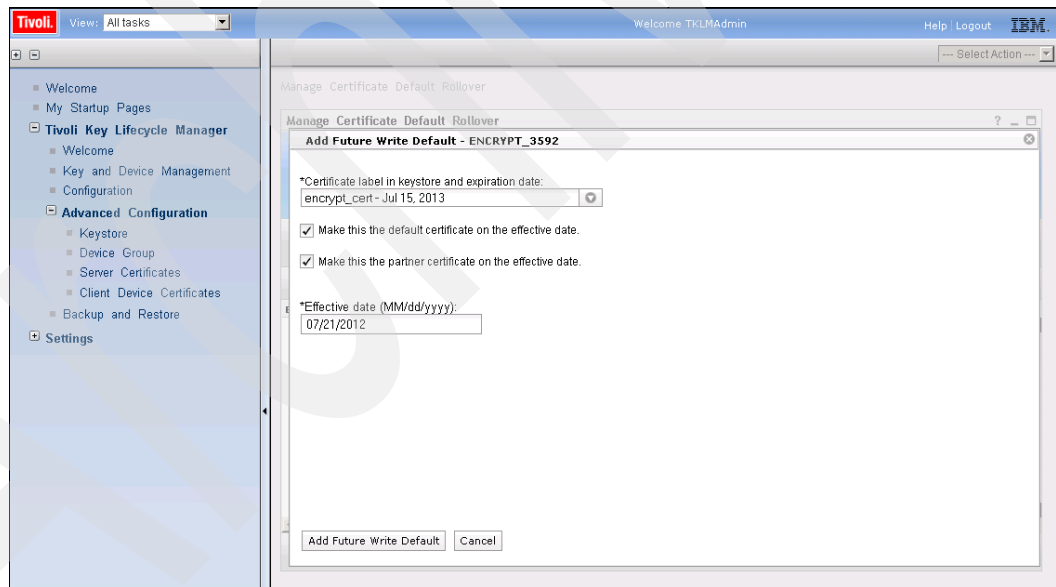 Tivoli. View: All tasks Welcome TKLMAdmin Help Logout IBM.
--- Select Action ---
Welcome
My Startup Pages
Tivoli Key Lifecycle Manager
Welcome
Key and Device Management
Configuration
Advanced Configuration
Keystore
Device Group
Server Certificates
Client Device Certificates
Backup and Restore
Settings
Manage Certificate Default Rollover
Manage Certificate Default Rollover
Add Future Write Default - ENCRYPT_3592
*Certificate label in keystore and expiration date:
encrypt_cert - Jul 15, 2013
Make this the default certificate on the effective date.
Make this the partner certificate on the effective date.
*Effective date (MM/dd/yyyy):
07/21/2012
Add Future Write Default Cancel